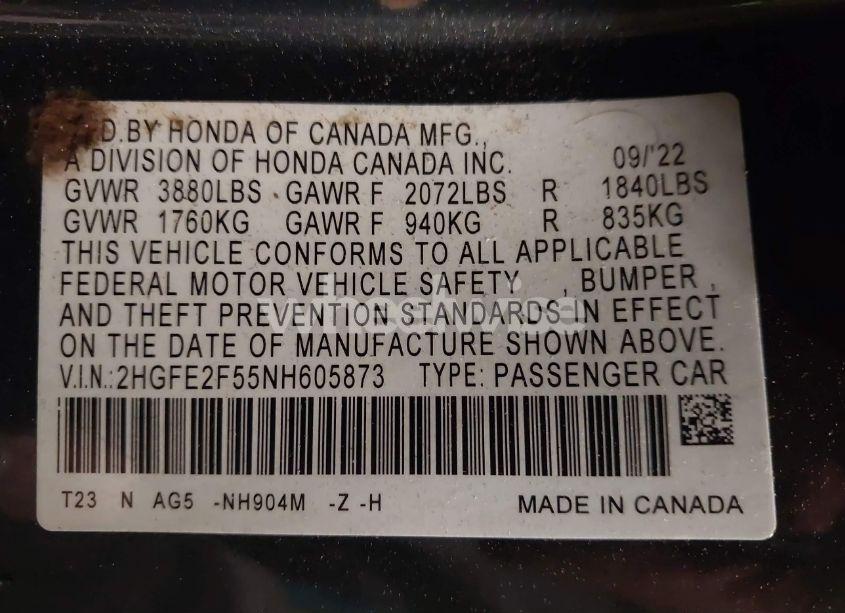 D.BY HONDA OF CANADA MFG.,
A DIVISION OF HONDA CANADA INC. 09/'22
GVWR 3880LBS GAWR F 2072LBS R 1840LBS
GVWR 1760KG GAWR F 940KG R 835KG
THIS VEHICLE CONFORMS TO ALL APPLICABLE
FEDERAL MOTOR VEHICLE SAFETY , BUMPER ,
AND THEFT PREVENTION STANDARDS IN EFFECT
ON THE DATE OF MANUFACTURE SHOWN ABOVE.
V.I.N.:2HGFE2F55NH605873 TYPE: PASSENGER CAR
T23 N AG5 -NH904M -Z -H MADE IN CANADA